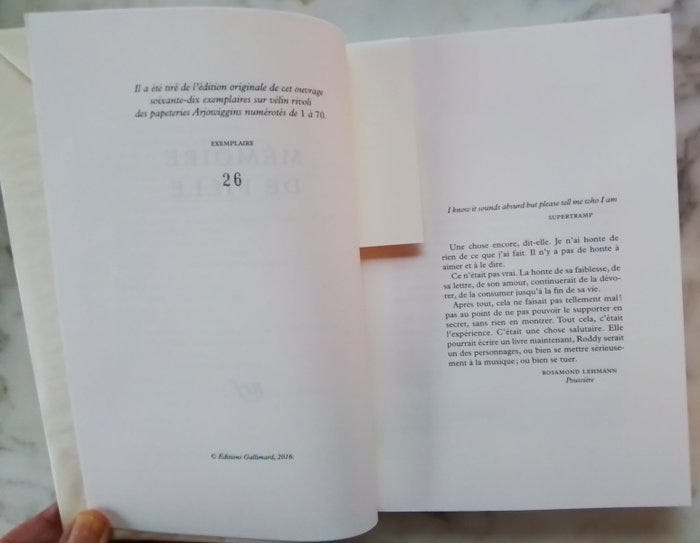 Il a été tiré de l'édition originale de cet ouvrage
soixante-dix exemplaires sur vélin rivoli
des papeteries Arjowiggins numérotés de 1 à 70.
EXEMPLAIRE
26
MÉMOIRE
DE FILLE
nrf
© Éditions Gallimard, 2016.
I know it sounds absurd but please tell me who I am
SUPERTRAMP
Une chose encore, dit-elle. Je n'ai honte de
rien de ce que j'ai fait. Il n'y a pas de honte à
aimer et à le dire.
Ce n'était pas vrai. La honte de sa faiblesse, de
sa lettre, de son amour, continuerait de la dévo-
rer, de la consumer jusqu'à la fin de sa vie.
Après tout, cela ne faisait pas tellement mal !
pas au point de ne pas pouvoir le supporter en
secret, sans rien en montrer. Tout cela, c'était
l'expérience. C'était une chose salutaire. Elle
pourrait écrire un livre maintenant, Roddy serait
un des personnages, ou bien se mettre sérieuse-
ment à la musique ; ou bien se tuer.
ROSAMOND LEHMANN
Poussière